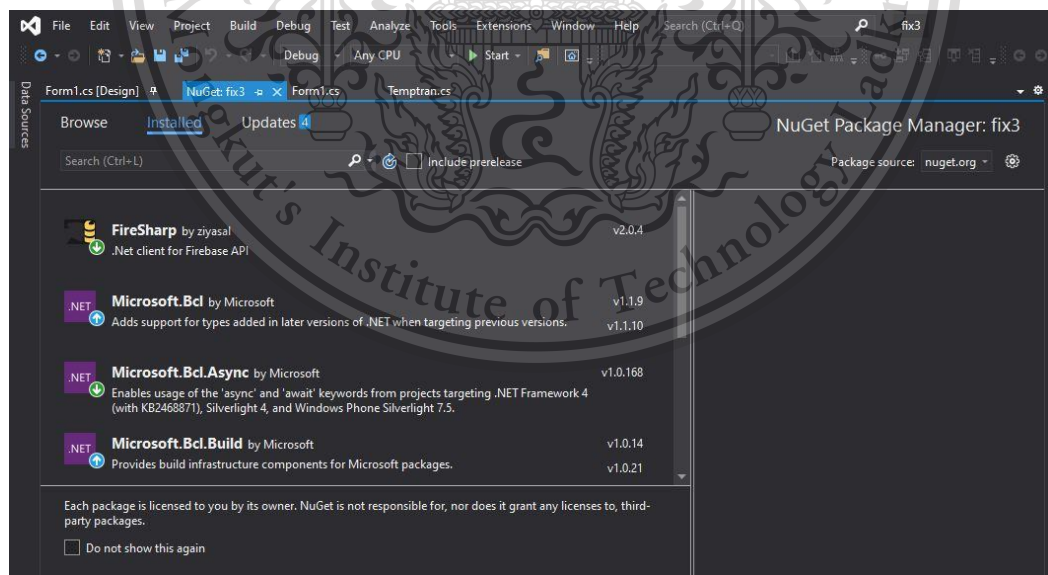 File Edit View Project Build Debug Test Analyze Tools Extensions Window Help Search (Ctrl+Q) fix3
Debug Any CPU Start
Data Sources
Form1.cs [Design] NuGet: fix3 Form1.cs Temptran.cs
Browse Installed Updates 4 NuGet Package Manager: fix3
Search (Ctrl+L) Include prerelease Package source: nuget.org
FireSharp by ziyasal v2.0.4
.Net client for Firebase API
.NET Microsoft.Bcl by Microsoft v1.1.9
Adds support for types added in later versions of .NET when targeting previous versions. v1.1.10
.NET Microsoft.Bcl.Async by Microsoft v1.0.168
Enables usage of the 'async' and 'await' keywords from projects targeting .NET Framework 4
(with KB2468871), Silverlight 4, and Windows Phone Silverlight 7.5.
.NET Microsoft.Bcl.Build by Microsoft v1.0.14
Provides build infrastructure components for Microsoft packages. v1.0.21
Each package is licensed to you by its owner. NuGet is not responsible for, nor does it grant any licenses to, third-
party packages.
Do not show this again
Institute of Technology